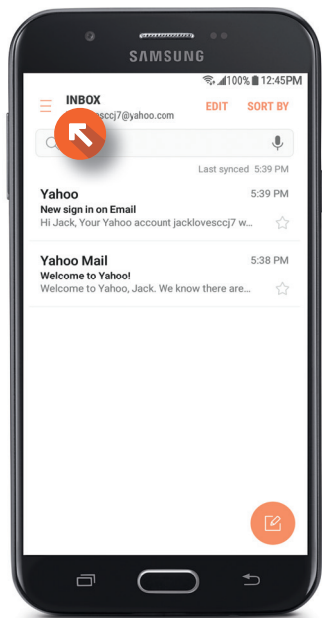 SAMSUNG
100% 12:45PM
INBOX
EDIT SORT BY
sccj7@yahoo.com
Last synced 5:39 PM
Yahoo 5:39 PM
New sign in on Email
Hi Jack, Your Yahoo account jacklovesccj7 w...
Yahoo Mail 5:38 PM
Welcome to Yahoo!
Welcome to Yahoo, Jack. We know there are...